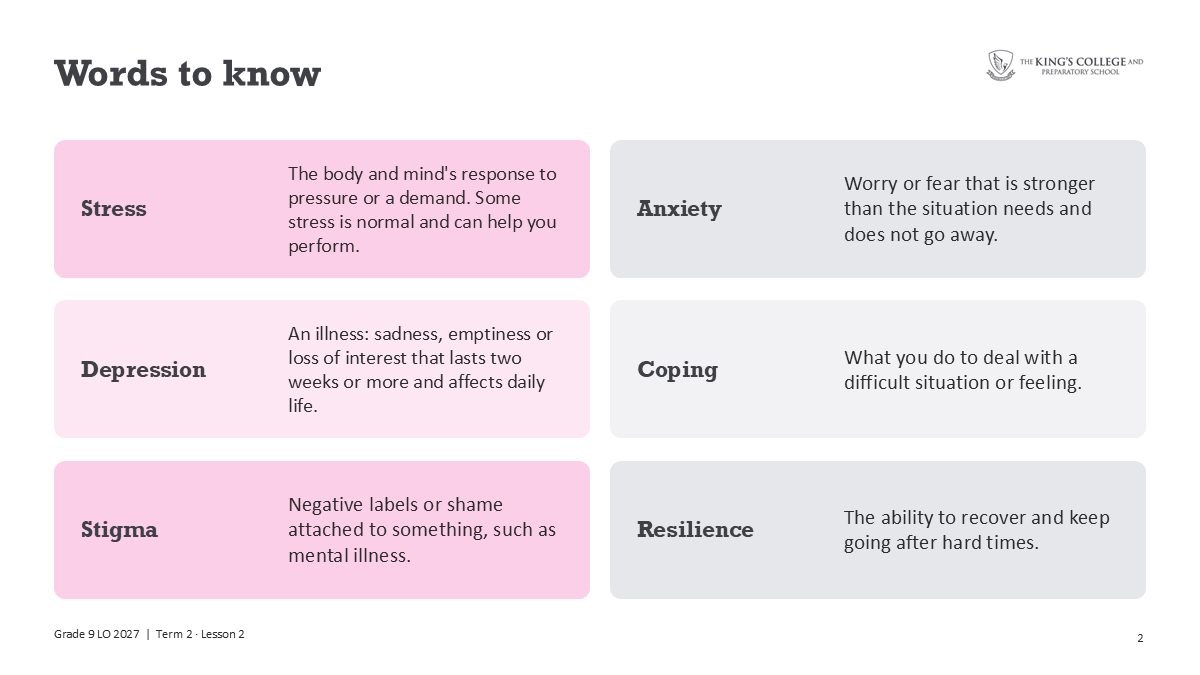 Words to know
THE KING'S COLLEGE AND
PREPARATORY SCHOOL
Stress
The body and mind's response to
pressure or a demand. Some
stress is normal and can help you
perform.
Anxiety
Worry or fear that is stronger
than the situation needs and
does not go away.
Depression
An illness: sadness, emptiness or
loss of interest that lasts two
weeks or more and affects daily
life.
Coping
What you do to deal with a
difficult situation or feeling.
Stigma
Negative labels or shame
attached to something, such as
mental illness.
Resilience
The ability to recover and keep
going after hard times.
Grade 9 LO 2027 | Term 2 · Lesson 2
2